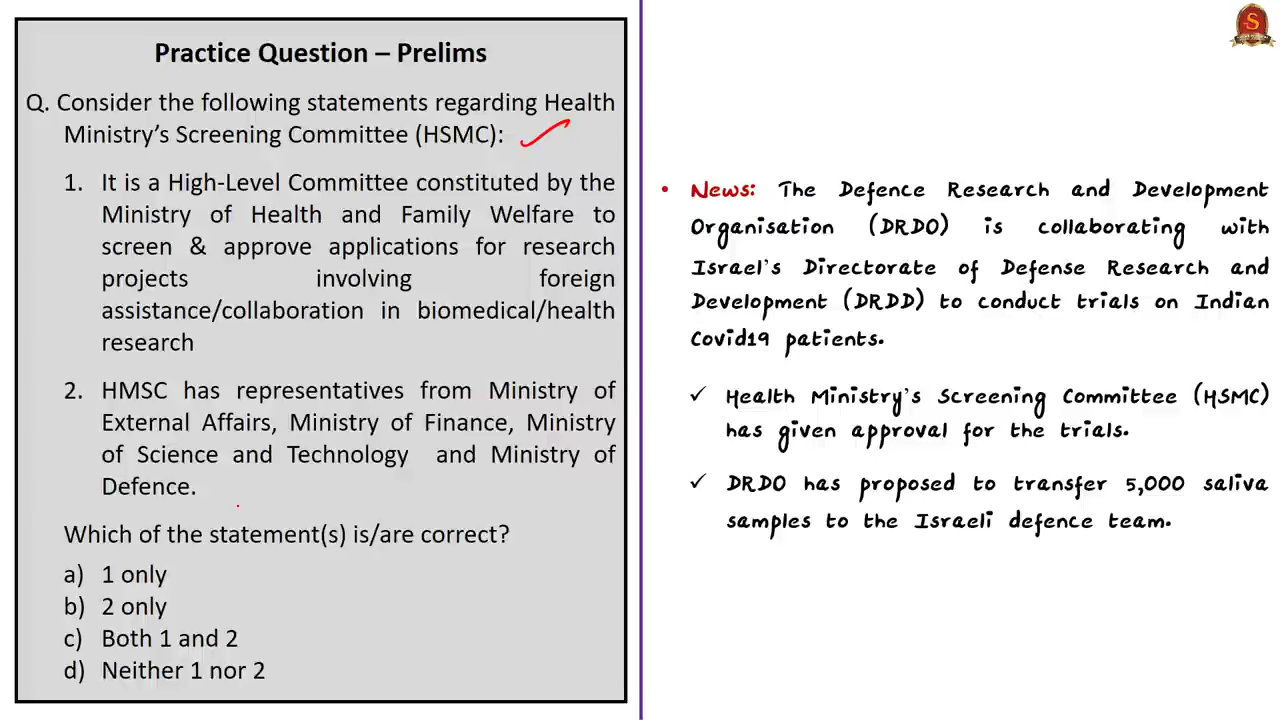 Practice Question – Prelims
Q. Consider the following statements regarding Health
Ministry's Screening Committee (HSMC):
1. It is a High-Level Committee constituted by the
Ministry of Health and Family Welfare to
screen & approve applications for research
projects involving foreign
assistance/collaboration in biomedical/health
research
2. HMSC has representatives from Ministry of
External Affairs, Ministry of Finance, Ministry
of Science and Technology and Ministry of
Defence.
Which of the statement(s) is/are correct?
a) 1 only
b) 2 only
c) Both 1 and 2
d) Neither 1 nor 2
• News: The Defence Research and Development
Organisation (DRDO) is collaborating with
Israel's Directorate of Defense Research and
Development (DRDD) to conduct trials on Indian
Covid19 patients.
✓ Health Ministry's Screening Committee (HSMC)
has given approval for the trials.
✓ DRDO has proposed to transfer 5,000 saliva
samples to the Israeli defence team.
S